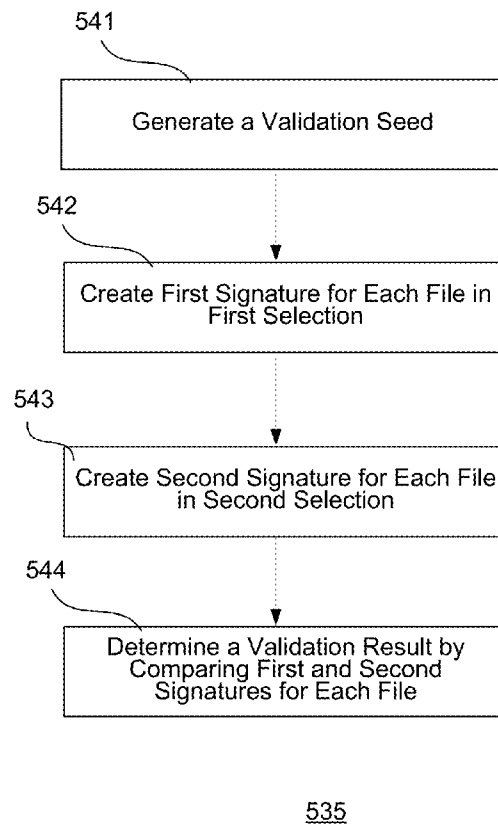 541
Generate a Validation Seed
542
Create First Signature for Each File in
First Selection
543
Create Second Signature for Each File
in Second Selection
544
Determine a Validation Result by
Comparing First and Second
Signatures for Each File
535